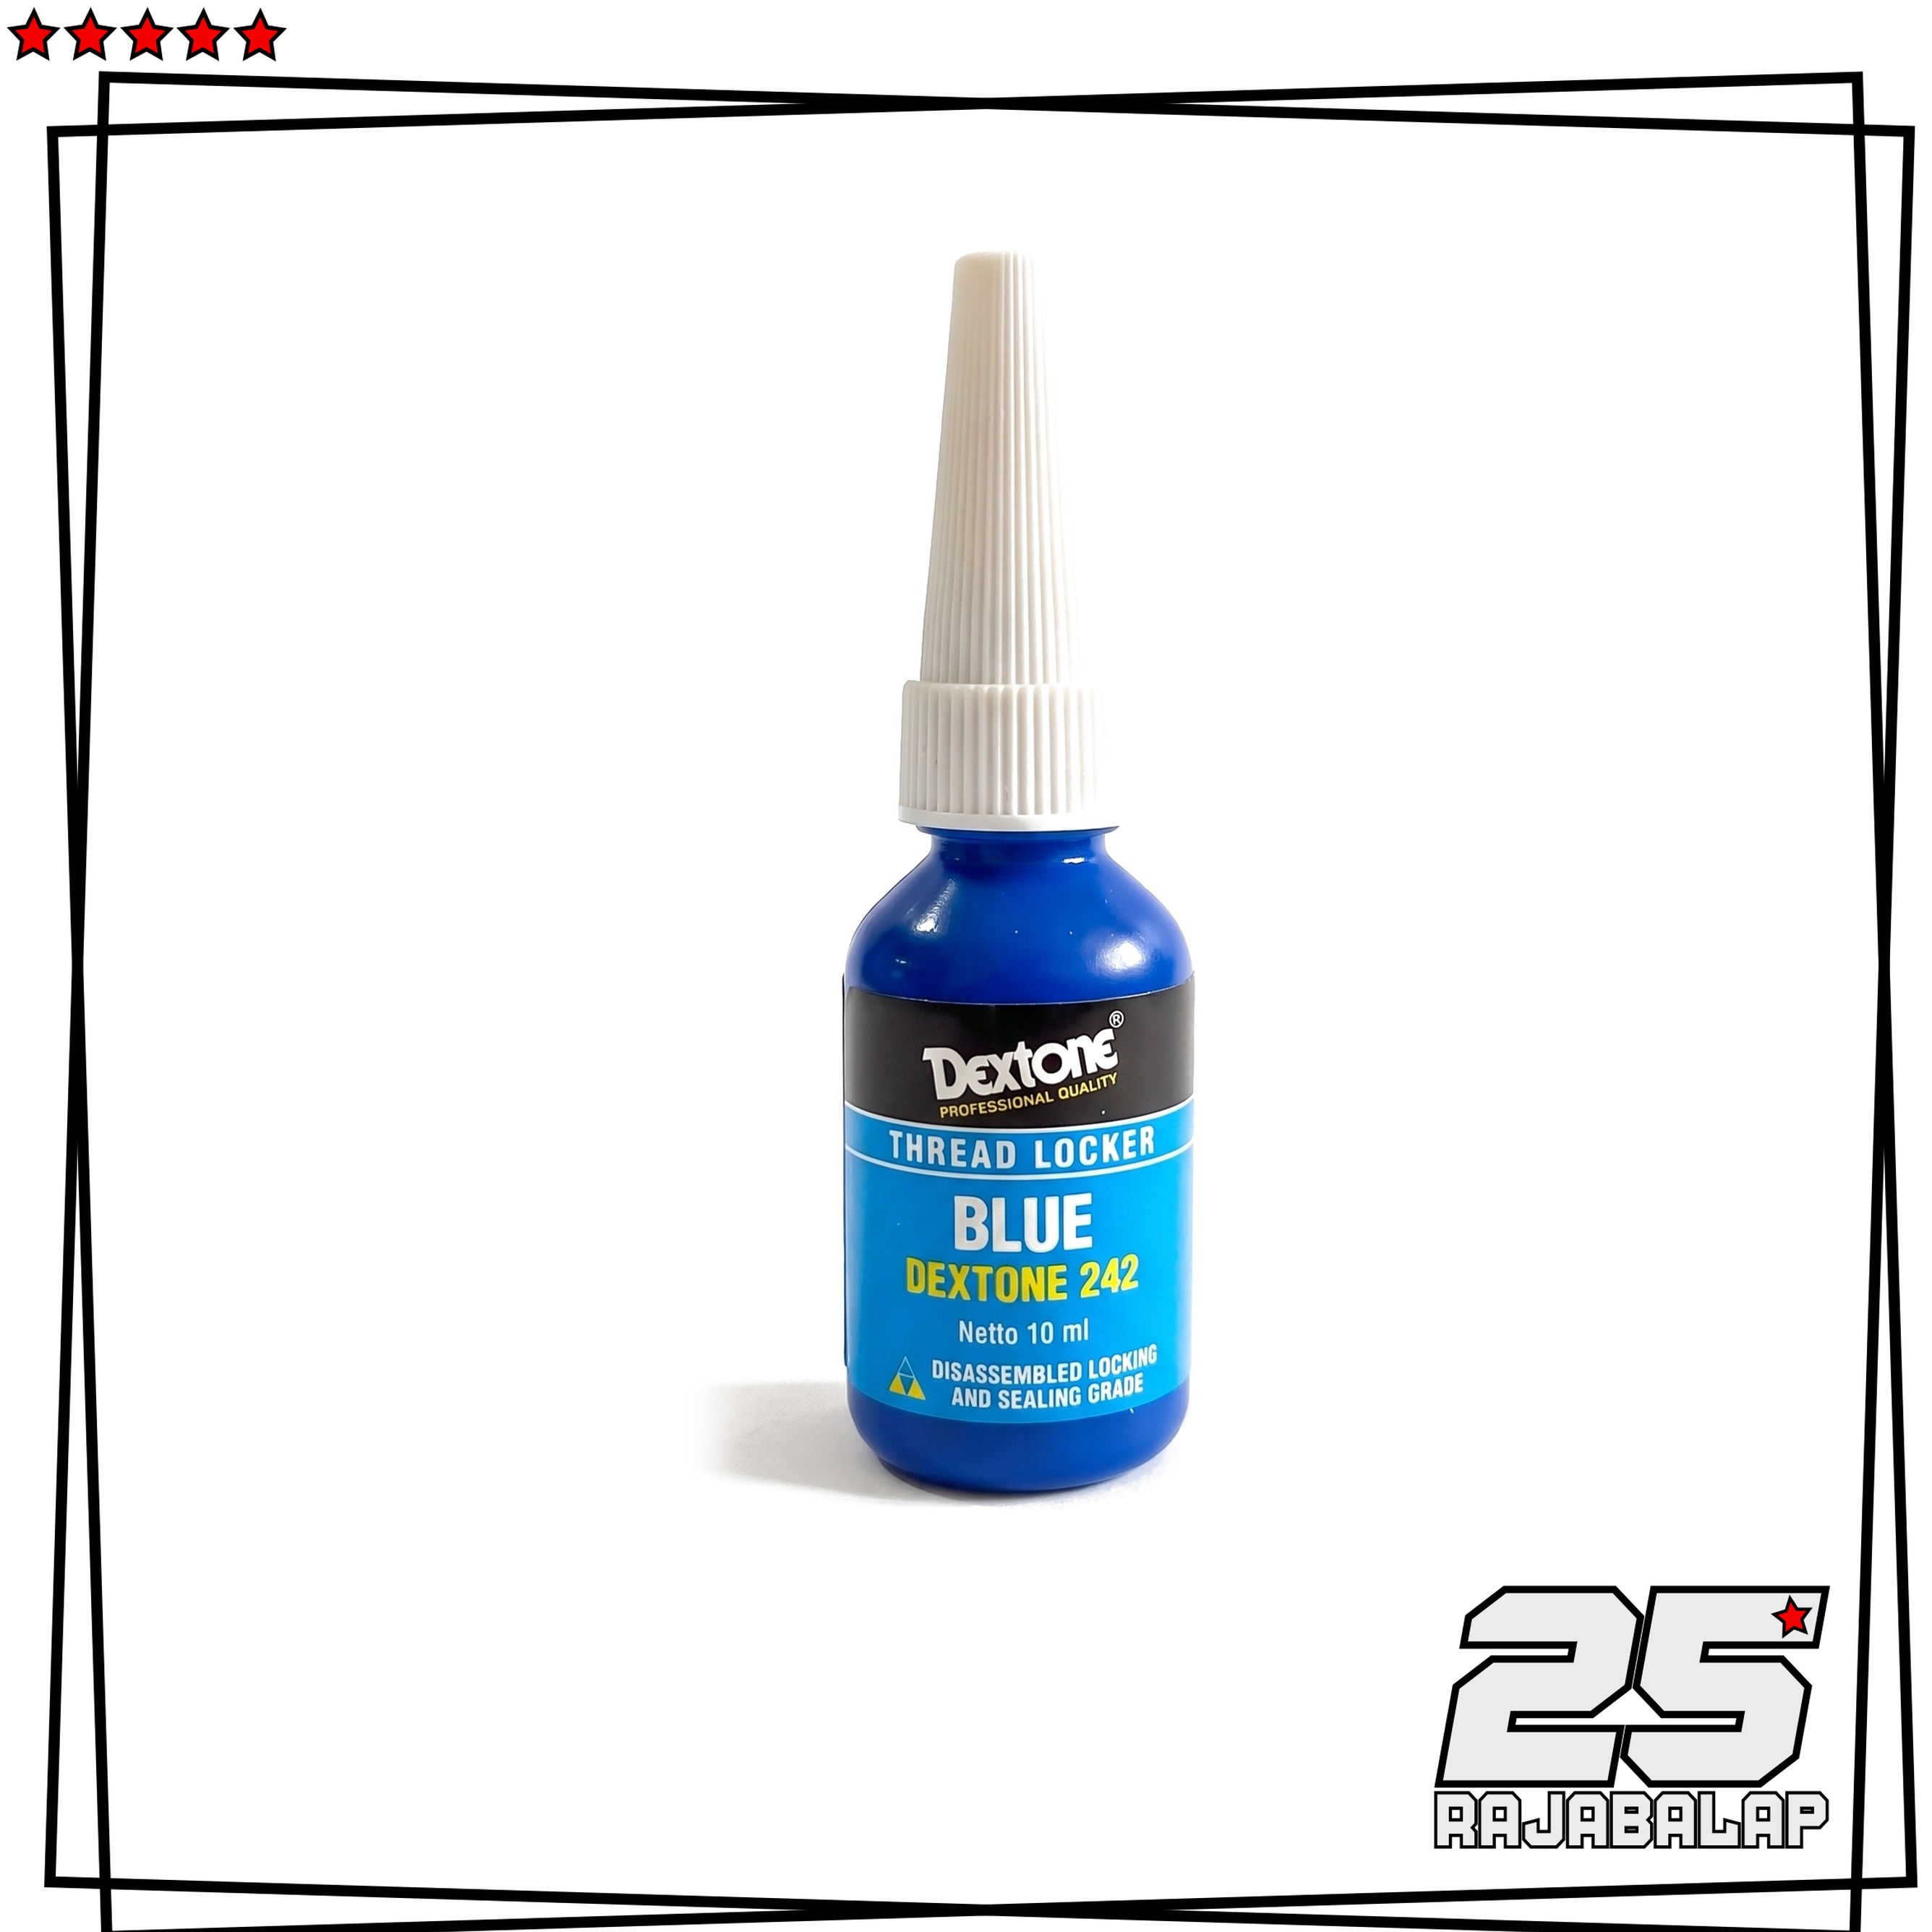 Dextone®
PROFESSIONAL QUALITY
THREAD LOCKER
BLUE
DEXTONE 242
Netto 10 ml
DISASSEMBLED LOCKING
AND SEALING GRADE
25
RAJABALAP